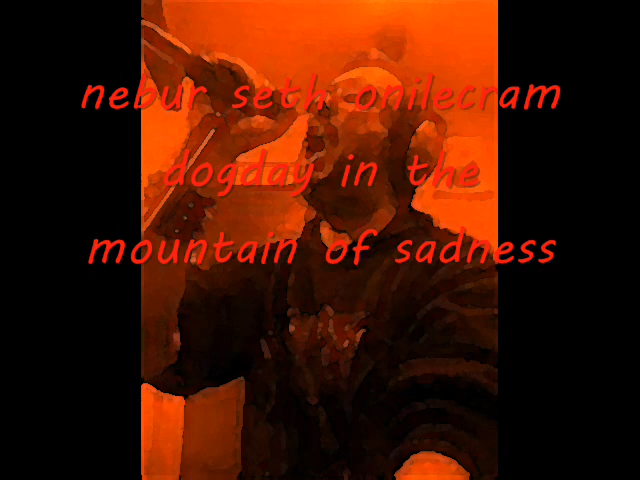 nebur seth onilecram
dogday in the
mountain of sadness